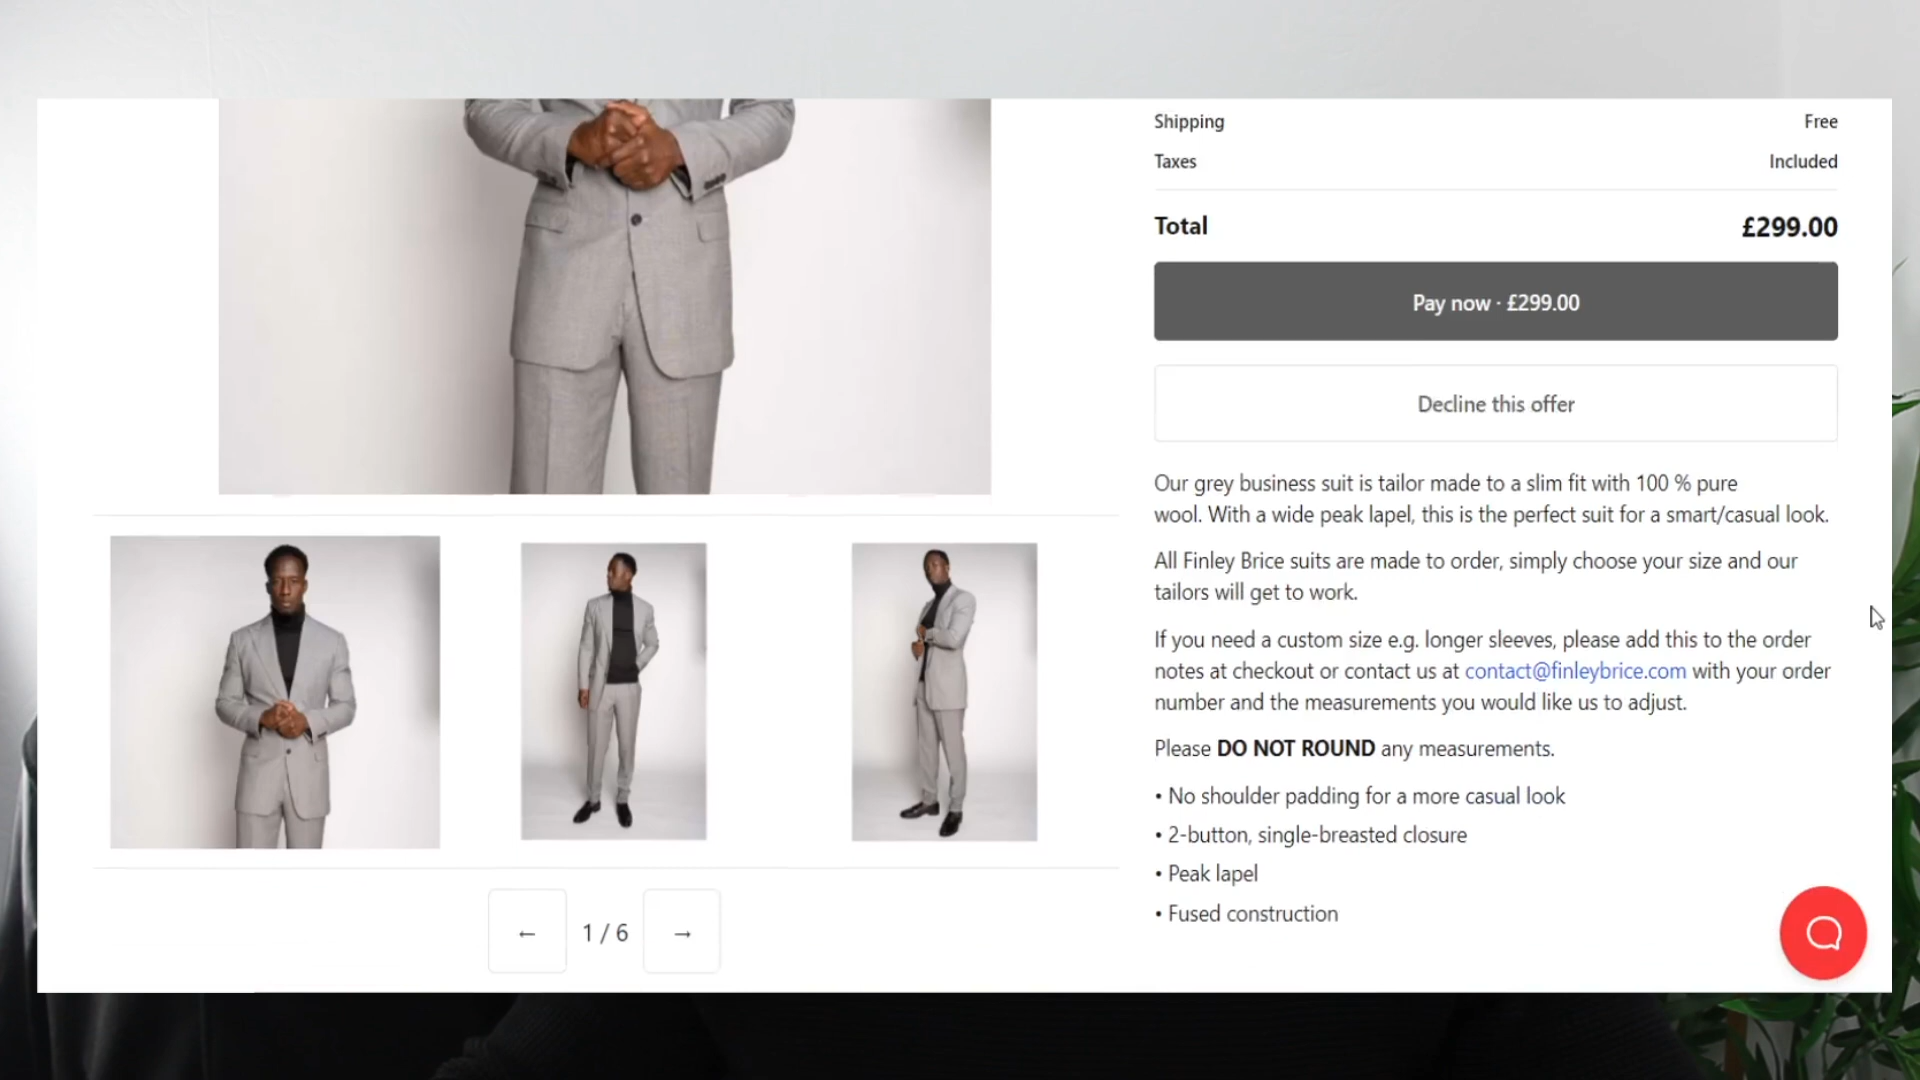 Shipping Free
Taxes Included
Total £299.00
Pay now · £299.00
Decline this offer
Our grey business suit is tailor made to a slim fit with 100 % pure
wool. With a wide peak lapel, this is the perfect suit for a smart/casual look.
All Finley Brice suits are made to order, simply choose your size and our
tailors will get to work.
If you need a custom size e.g. longer sleeves, please add this to the order
notes at checkout or contact us at contact@finleybrice.com with your order
number and the measurements you would like us to adjust.
Please DO NOT ROUND any measurements.
• No shoulder padding for a more casual look
• 2-button, single-breasted closure
• Peak lapel
• Fused construction
← 1 / 6 →